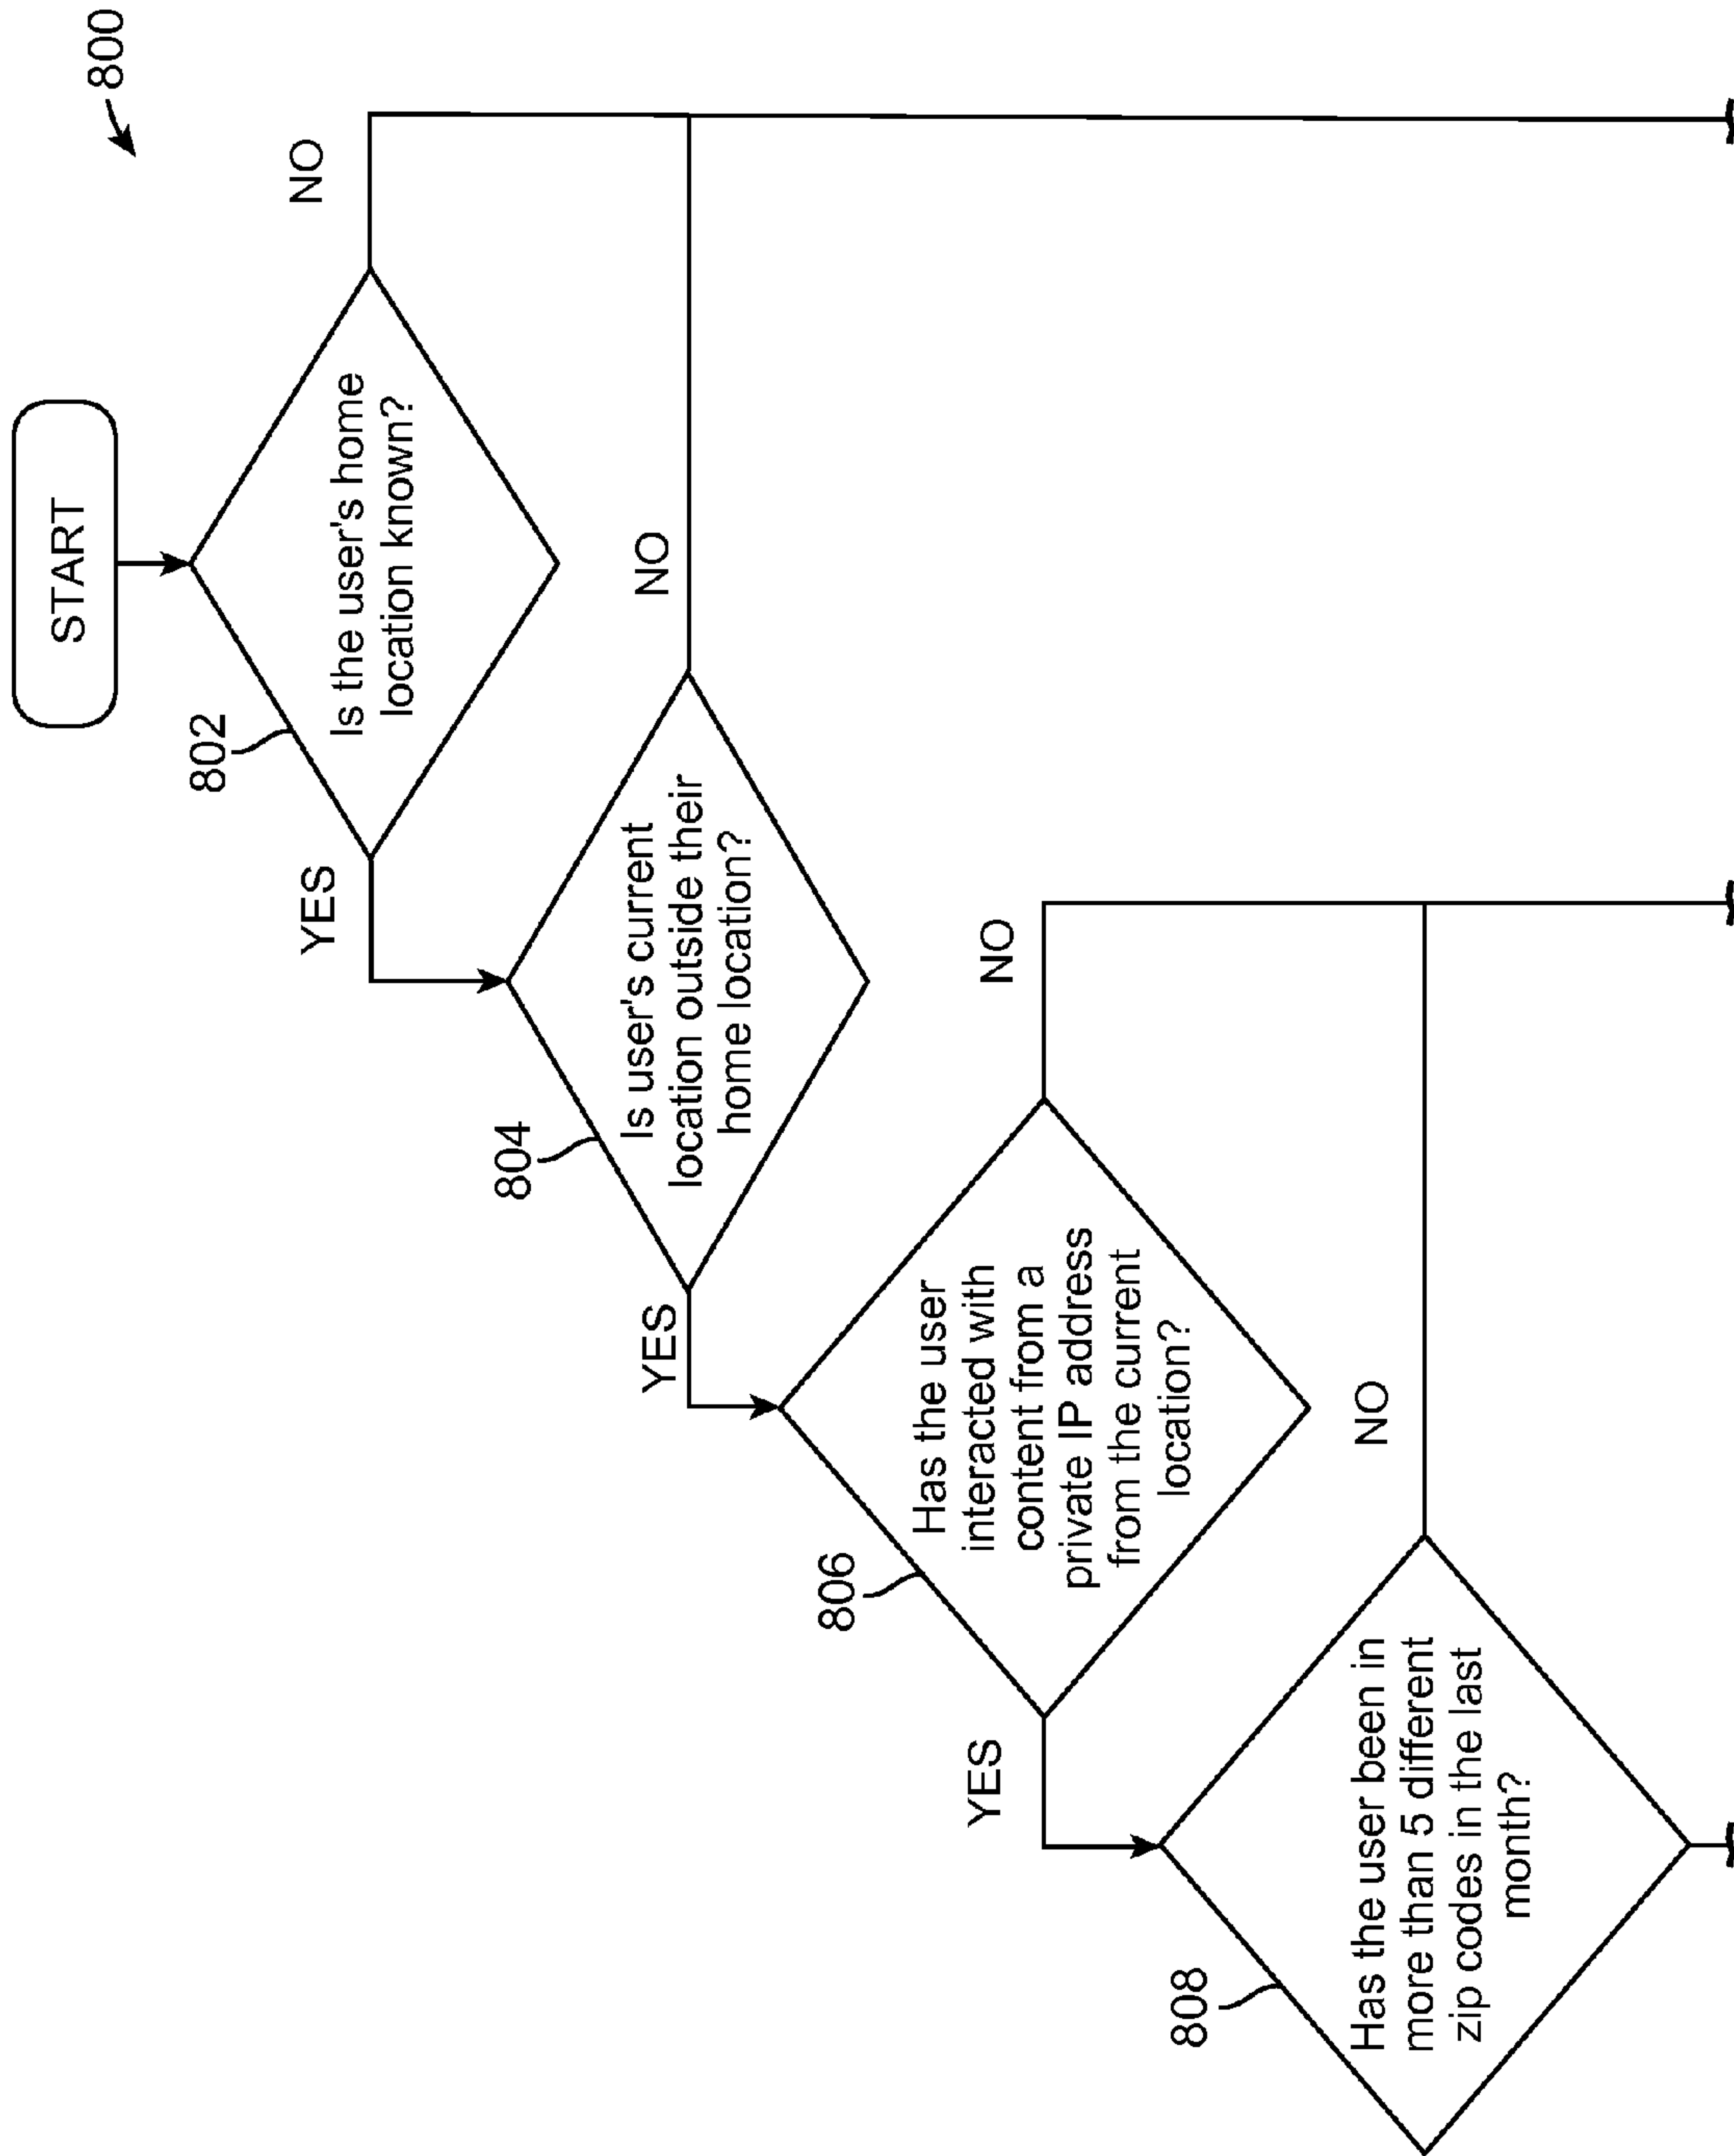 800
START
802
Is the user's home
location known?
YES
NO
804
Is user's current
location outside their
home location?
YES
NO
806
Has the user
interacted with
content from a
private IP address
from the current
location?
YES
NO
808
Has the user been in
more than 5 different
zip codes in the last
month?
NO